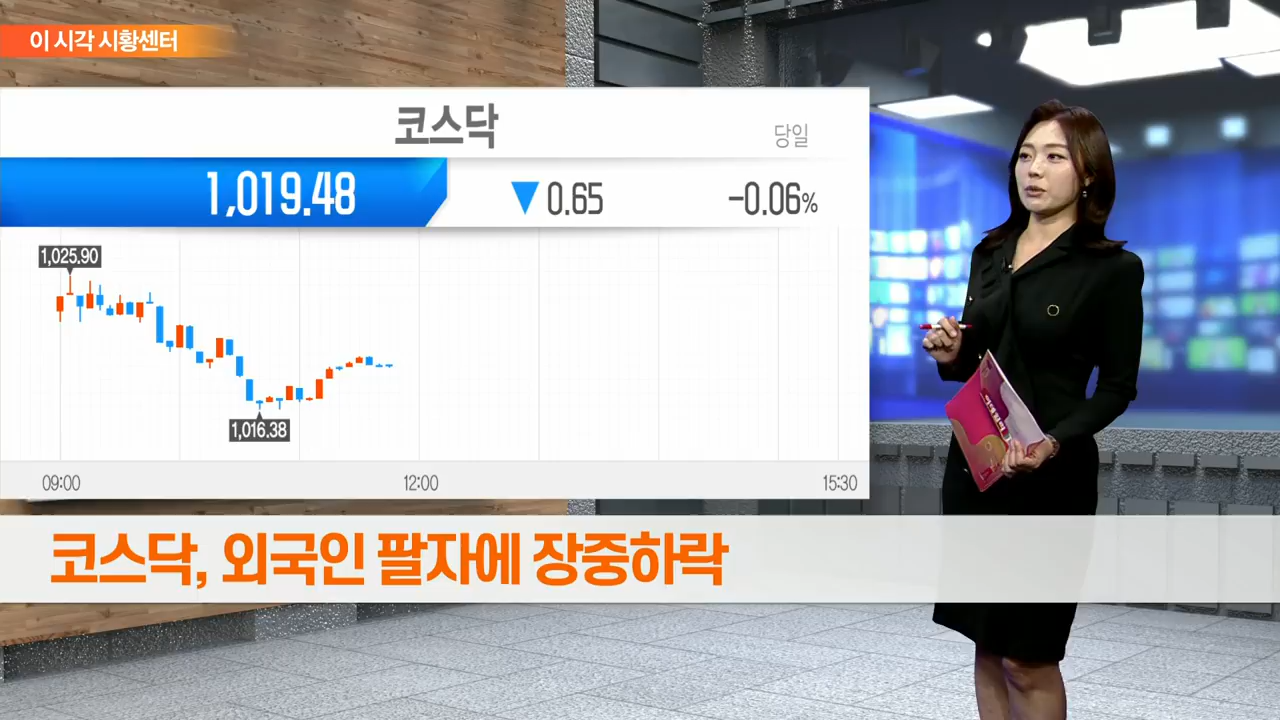 이 시각 시황센터
코스닥
당일
1,019.48 ▼0.65 -0.06%
1,025.90
1,016.38
09:00 12:00 15:30
코스닥, 외국인 팔자에 장중하락